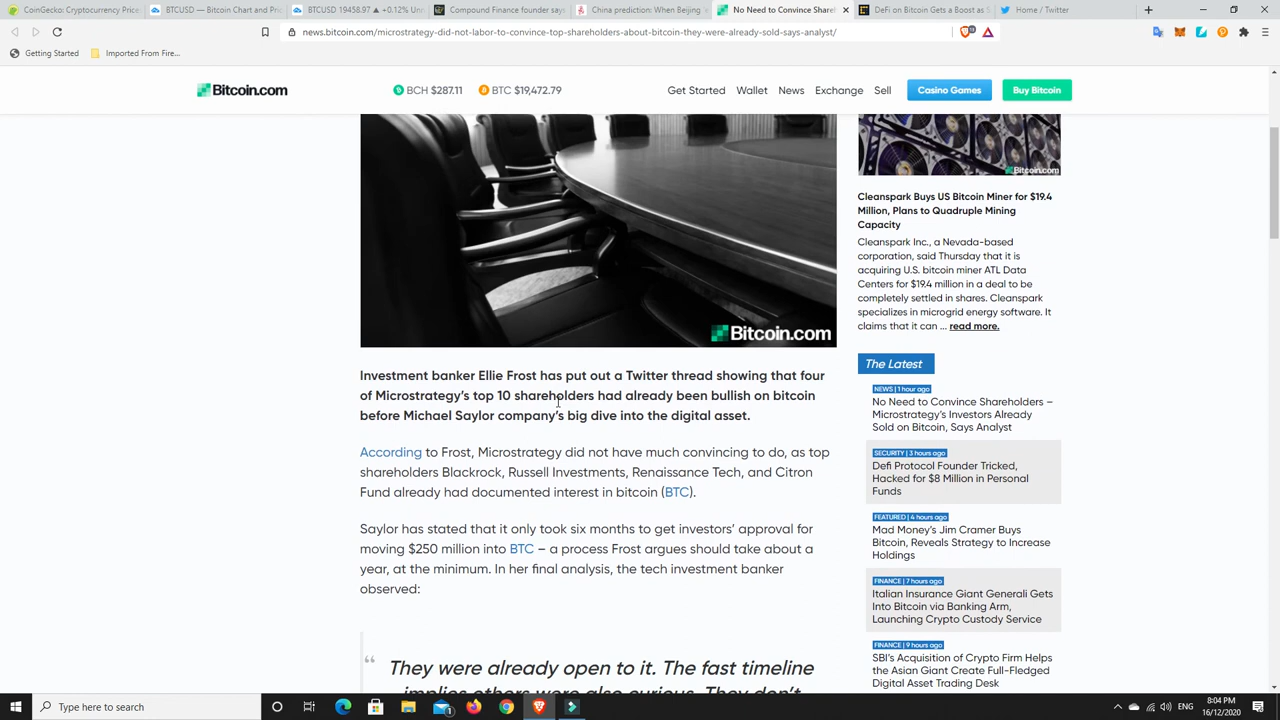 CoinGecko: Cryptocurrency Price
BTCUSD — Bitcoin Chart and Pric
BTCUSD 19458.97 ▲ +0.12% Un
Compound Finance founder says
China prediction: When Beijing
No Need to Convince Shareh
DeFi on Bitcoin Gets a Boost as S
Home / Twitter
news.bitcoin.com/microstrategy-did-not-labor-to-convince-top-shareholders-about-bitcoin-they-were-already-sold-says-analyst/
Getting Started
Imported From Fire...
Bitcoin.com
BCH $287.11
BTC $19,472.79
Get Started
Wallet
News
Exchange
Sell
Casino Games
Buy Bitcoin
Bitcoin.com
Investment banker Ellie Frost has put out a Twitter thread showing that four
of Microstrategy's top 10 shareholders had already been bullish on bitcoin
before Michael Saylor company's big dive into the digital asset.
According to Frost, Microstrategy did not have much convincing to do, as top
shareholders Blackrock, Russell Investments, Renaissance Tech, and Citron
Fund already had documented interest in bitcoin (BTC).
Saylor has stated that it only took six months to get investors' approval for
moving $250 million into BTC – a process Frost argues should take about a
year, at the minimum. In her final analysis, the tech investment banker
observed:
“ They were already open to it. The fast timeline
implies others were also curious. They don't
Bitcoin.com
Cleanspark Buys US Bitcoin Miner for $19.4
Million, Plans to Quadruple Mining
Capacity
Cleanspark Inc., a Nevada-based
corporation, said Thursday that it is
acquiring U.S. bitcoin miner ATL Data
Centers for $19.4 million in a deal to be
completely settled in shares. Cleanspark
specializes in microgrid energy software. It
claims that it can ... read more.
The Latest
NEWS | 1 hour ago
No Need to Convince Shareholders –
Microstrategy's Investors Already
Sold on Bitcoin, Says Analyst
SECURITY | 3 hours ago
Defi Protocol Founder Tricked,
Hacked for $8 Million in Personal
Funds
FEATURED | 4 hours ago
Mad Money's Jim Cramer Buys
Bitcoin, Reveals Strategy to Increase
Holdings
FINANCE | 7 hours ago
Italian Insurance Giant Generali Gets
Into Bitcoin via Banking Arm,
Launching Crypto Custody Service
FINANCE | 9 hours ago
SBI's Acquisition of Crypto Firm Helps
the Asian Giant Create Full-Fledged
Digital Asset Trading Desk
Type here to search
ENG
8:04 PM
16/12/2020